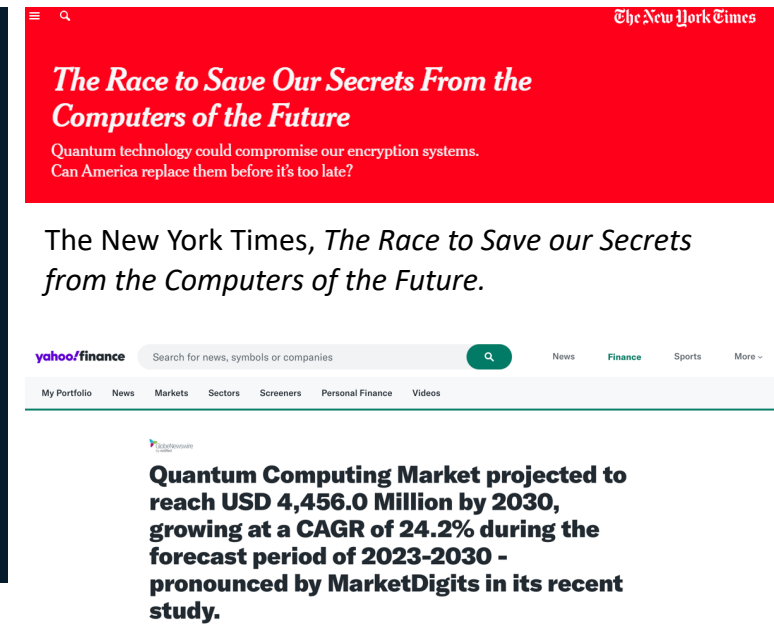 The New York Times
The Race to Save Our Secrets From the
Computers of the Future
Quantum technology could compromise our encryption systems.
Can America replace them before it's too late?
The New York Times, The Race to Save our Secrets
from the Computers of the Future.
yahoo!finance Search for news, symbols or companies News Finance Sports More
My Portfolio News Markets Sectors Screeners Personal Finance Videos
GlobeNewswire
Quantum Computing Market projected to
reach USD 4,456.0 Million by 2030,
growing at a CAGR of 24.2% during the
forecast period of 2023-2030 -
pronounced by MarketDigits in its recent
study.